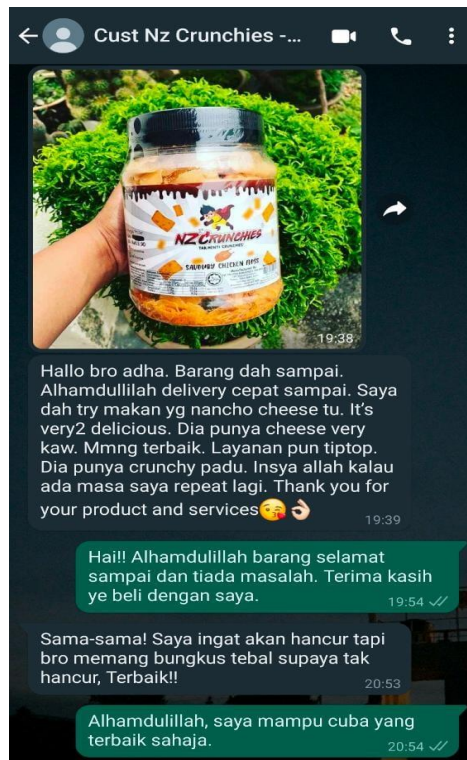 Cust Nz Crunchies -...
NZCRUNCHIES
SAVOURY CHICKEN FLOSS
19:38
Hallo bro adha. Barang dah sampai.
Alhamdullilah delivery cepat sampai. Saya
dah try makan yg nancho cheese tu. It's
very2 delicious. Dia punya cheese very
kaw. Mmng terbaik. Layanan pun tiptop.
Dia punya crunchy padu. Insya allah kalau
ada masa saya repeat lagi. Thank you for
your product and services😘👌🏻
19:39
Hai!! Alhamdulillah barang selamat
sampai dan tiada masalah. Terima kasih
ye beli dengan saya.
19:54
Sama-sama! Saya ingat akan hancur tapi
bro memang bungkus tebal supaya tak
hancur, Terbaik!!
20:53
Alhamdulillah, saya mampu cuba yang
terbaik sahaja.
20:54